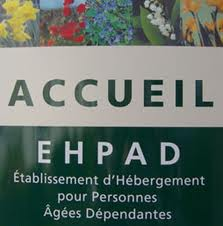 ACCUEIL
EHPAD
Établissement d'Hébergement
pour Personnes
Âgées Dépendantes